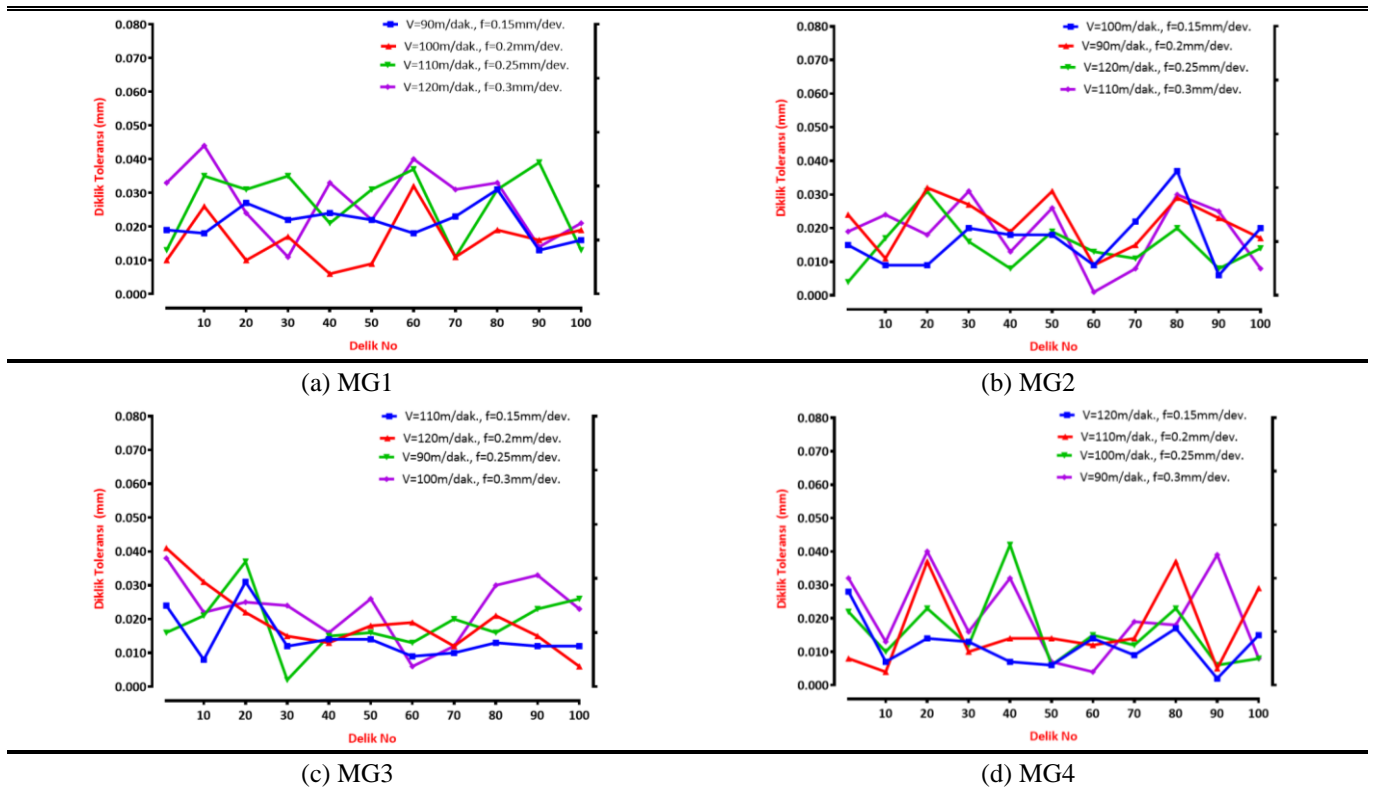 0.080
0.070
0.060
0.050
0.040
0.030
0.020
0.010
0.000
Diklik Toleransı (mm)
V=90m/dak., f=0.15mm/dev.
V=100m/dak., f=0.2mm/dev.
V=110m/dak., f=0.25mm/dev.
V=120m/dak., f=0.3mm/dev.
10 20 30 40 50 60 70 80 90 100
Delik No
0.080
0.070
0.060
0.050
0.040
0.030
0.020
0.010
0.000
Diklik Toleransı (mm)
V=100m/dak., f=0.15mm/dev.
V=90m/dak., f=0.2mm/dev.
V=120m/dak., f=0.25mm/dev.
V=110m/dak., f=0.3mm/dev.
10 20 30 40 50 60 70 80 90 100
Delik No
(a) MG1
(b) MG2
0.080
0.070
0.060
0.050
0.040
0.030
0.020
0.010
0.000
Diklik Toleransı (mm)
V=110m/dak., f=0.15mm/dev.
V=120m/dak., f=0.2mm/dev.
V=90m/dak., f=0.25mm/dev.
V=100m/dak., f=0.3mm/dev.
10 20 30 40 50 60 70 80 90 100
Delik No
0.080
0.070
0.060
0.050
0.040
0.030
0.020
0.010
0.000
Diklik Toleransı (mm)
V=120m/dak., f=0.15mm/dev.
V=110m/dak., f=0.2mm/dev.
V=100m/dak., f=0.25mm/dev.
V=90m/dak., f=0.3mm/dev.
10 20 30 40 50 60 70 80 90 100
Delik No
(c) MG3
(d) MG4